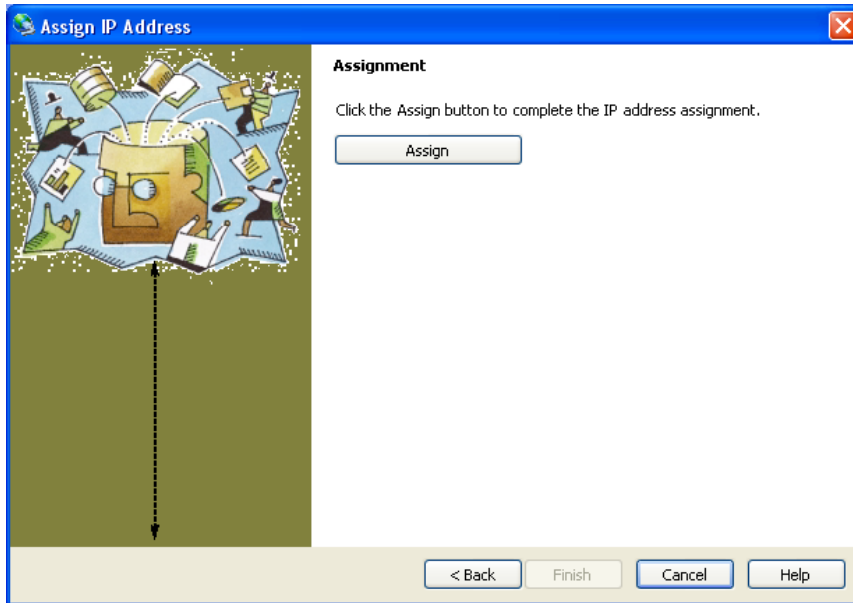 Assign IP Address
Assignment
Click the Assign button to complete the IP address assignment.
Assign
< Back Finish Cancel Help